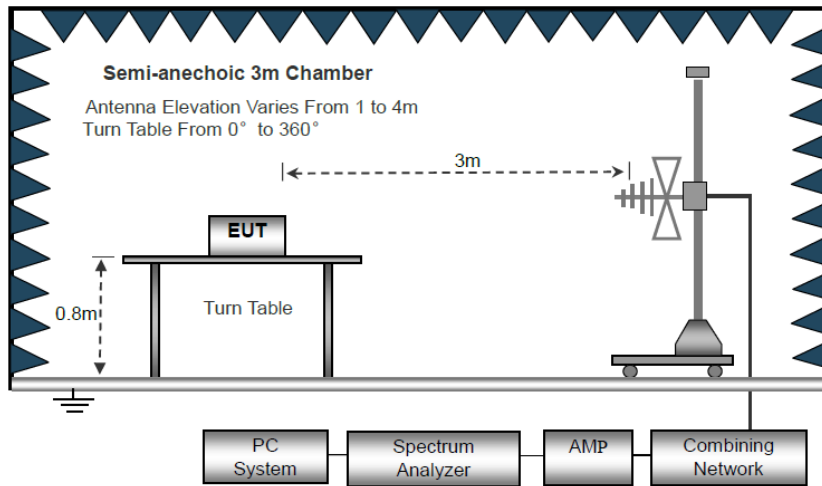 Semi-anechoic 3m Chamber
Antenna Elevation Varies From 1 to 4m
Turn Table From 0° to 360°
3m
EUT
0.8m
Turn Table
PC
System
Spectrum
Analyzer
AMP
Combining
Network